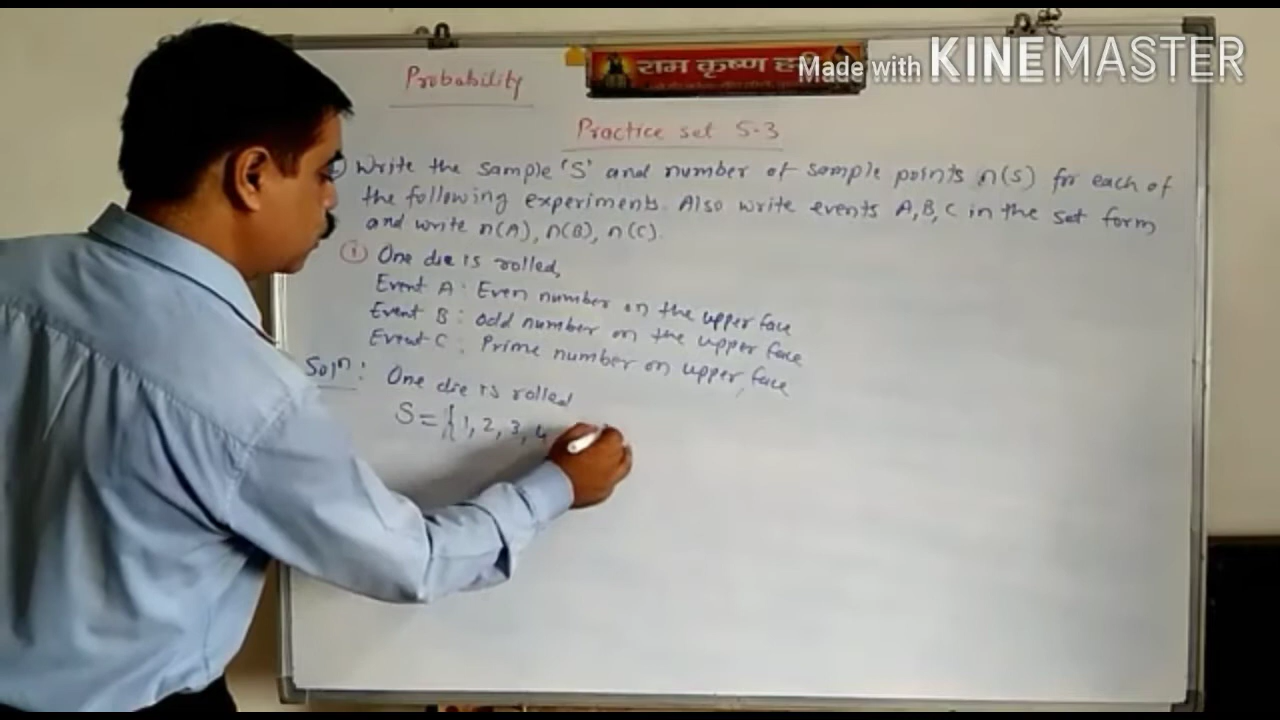 Made with KINEMASTER
राम कृष्ण हरी
Probability
Practice set 5.3
Write the sample 'S' and number of sample points n(s) for each of
the following experiments. Also write events A,B,C in the set form
and write n(A), n(B), n(C).
① One die is rolled,
Event A : Even number on the upper face
Event B : odd number on the upper face
Event C : Prime number on upper face
Solⁿ : One die is rolled
S = { 1, 2, 3, 4